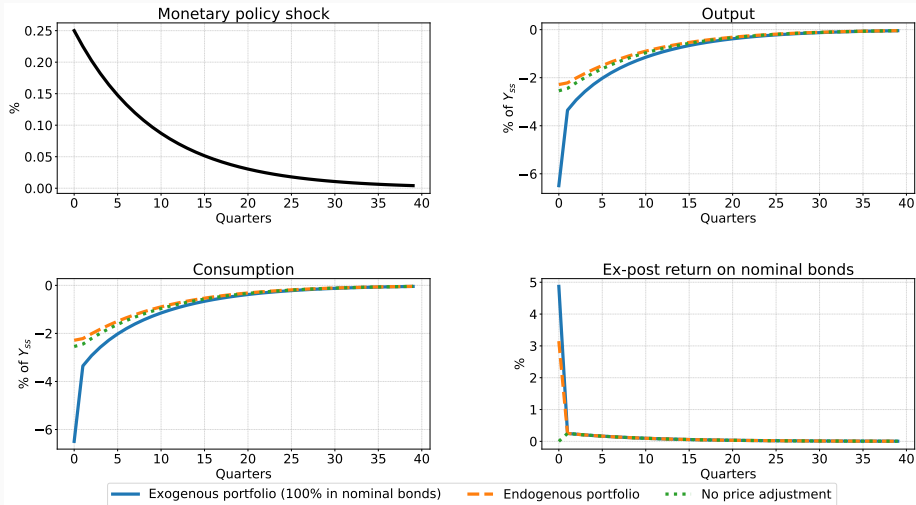 Monetary policy shock
0.25
0.20
0.15
0.10
0.05
0.00
%
0 5 10 15 20 25 30 35 40
Quarters
Output
0
−2
−4
−6
% of Yss
0 5 10 15 20 25 30 35 40
Quarters
Consumption
0
−2
−4
−6
% of Yss
0 5 10 15 20 25 30 35 40
Quarters
Ex-post return on nominal bonds
5
4
3
2
1
0
%
0 5 10 15 20 25 30 35 40
Quarters
Exogenous portfolio (100% in nominal bonds) Endogenous portfolio No price adjustment